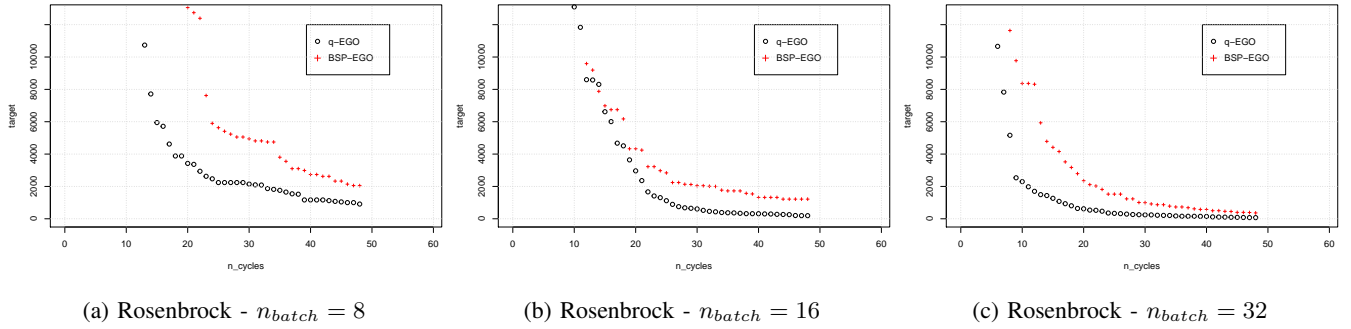 target
0 2000 4000 6000 8000 10000
q-EGO
BSP-EGO
0 10 20 30 40 50 60
n_cycles
(a) Rosenbrock - n_batch = 8
target
0 2000 4000 6000 8000 10000
q-EGO
BSP-EGO
0 10 20 30 40 50 60
n_cycles
(b) Rosenbrock - n_batch = 16
target
0 2000 4000 6000 8000 10000
q-EGO
BSP-EGO
0 10 20 30 40 50 60
n_cycles
(c) Rosenbrock - n_batch = 32